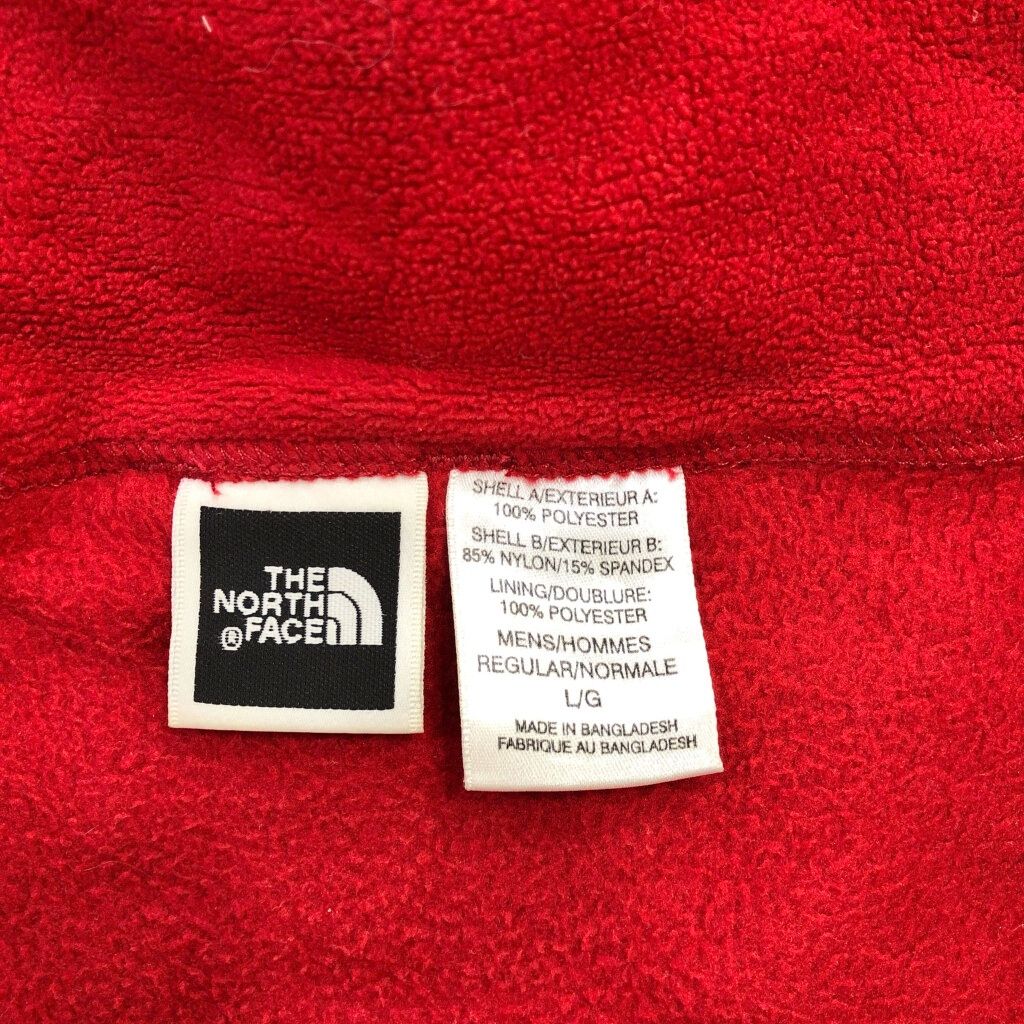 THE
NORTH
® FACE
SHELL A/EXTERIEUR A:
100% POLYESTER
SHELL B/EXTERIEUR B:
85% NYLON/15% SPANDEX
LINING/DOUBLURE:
100% POLYESTER
MENS/HOMMES
REGULAR/NORMALE
L/G
MADE IN BANGLADESH
FABRIQUE AU BANGLADESH